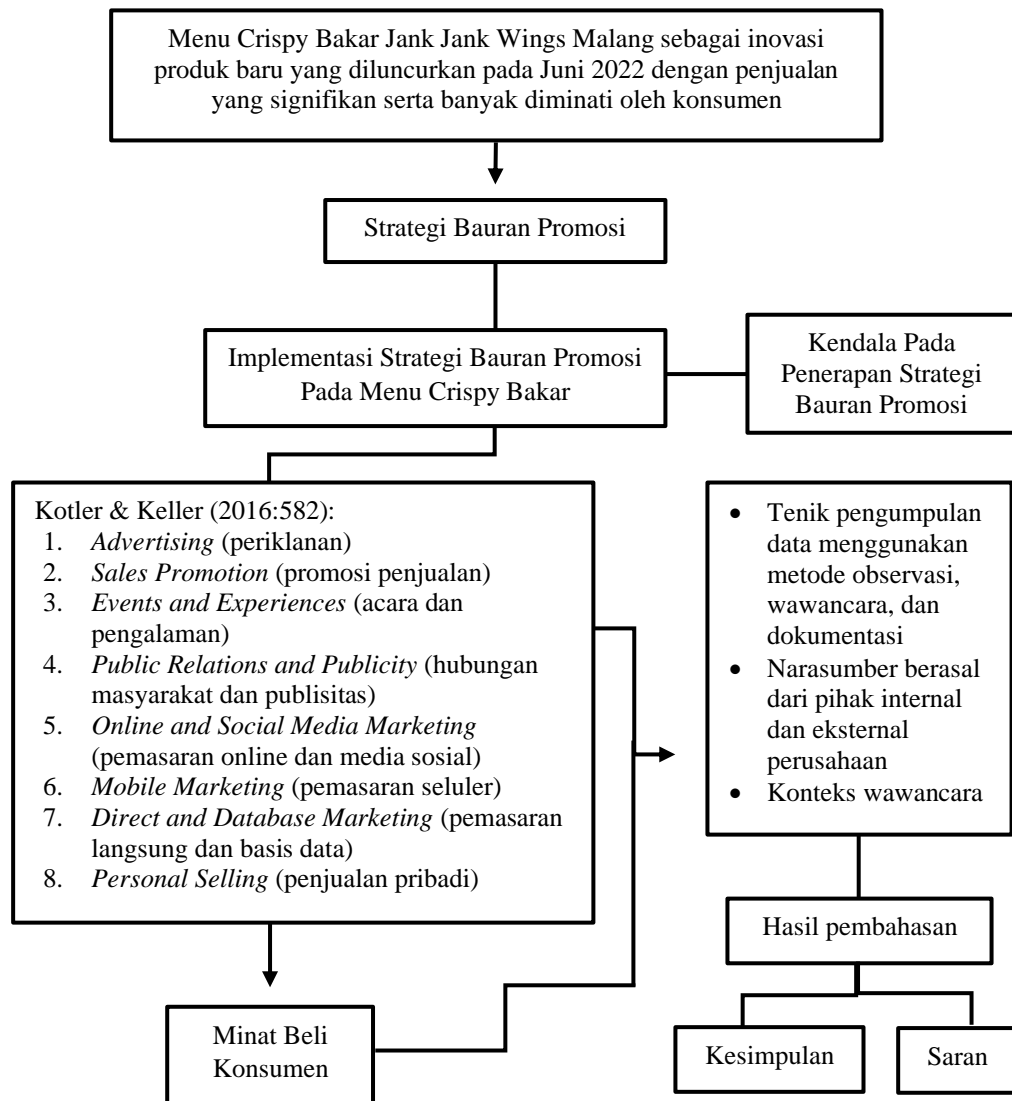 Menu Crispy Bakar Jank Jank Wings Malang sebagai inovasi
produk baru yang diluncurkan pada Juni 2022 dengan penjualan
yang signifikan serta banyak diminati oleh konsumen
Strategi Bauran Promosi
Implementasi Strategi Bauran Promosi
Pada Menu Crispy Bakar
Kendala Pada
Penerapan Strategi
Bauran Promosi
Kotler & Keller (2016:582):
1. Advertising (periklanan)
2. Sales Promotion (promosi penjualan)
3. Events and Experiences (acara dan
pengalaman)
4. Public Relations and Publicity (hubungan
masyarakat dan publisitas)
5. Online and Social Media Marketing
(pemasaran online dan media sosial)
6. Mobile Marketing (pemasaran seluler)
7. Direct and Database Marketing (pemasaran
langsung dan basis data)
8. Personal Selling (penjualan pribadi)
• Tenik pengumpulan
data menggunakan
metode observasi,
wawancara, dan
dokumentasi
• Narasumber berasal
dari pihak internal
dan eksternal
perusahaan
• Konteks wawancara
Hasil pembahasan
Minat Beli
Konsumen
Kesimpulan
Saran